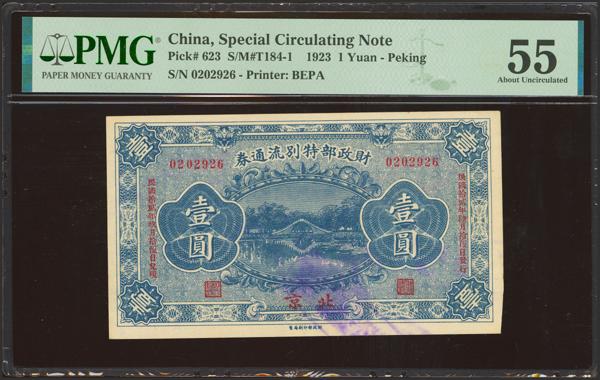 PMG
PAPER MONEY GUARANTY
China, Special Circulating Note
Pick# 623 S/M#T184-1 1923 1 Yuan - Peking
S/N 0202926 - Printer: BEPA
55
About Uncirculated
券通流別特部政財
0202926
0202926
壹
壹
壹圓
壹圓
京 北
壹
壹